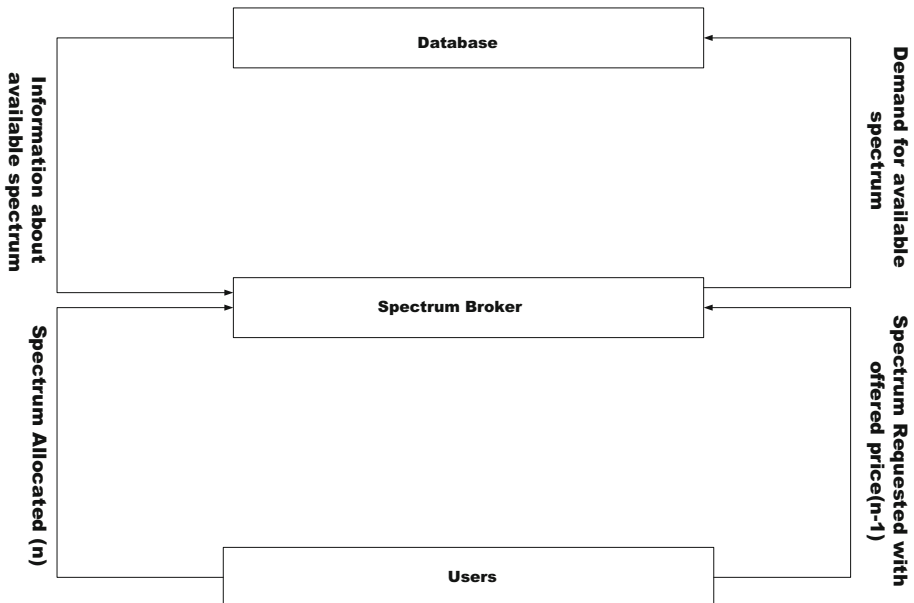 Database
Information about
available spectrum
Demand for available
spectrum
Spectrum Broker
Spectrum Allocated (n)
Spectrum Requested with
offered price(n-1)
Users